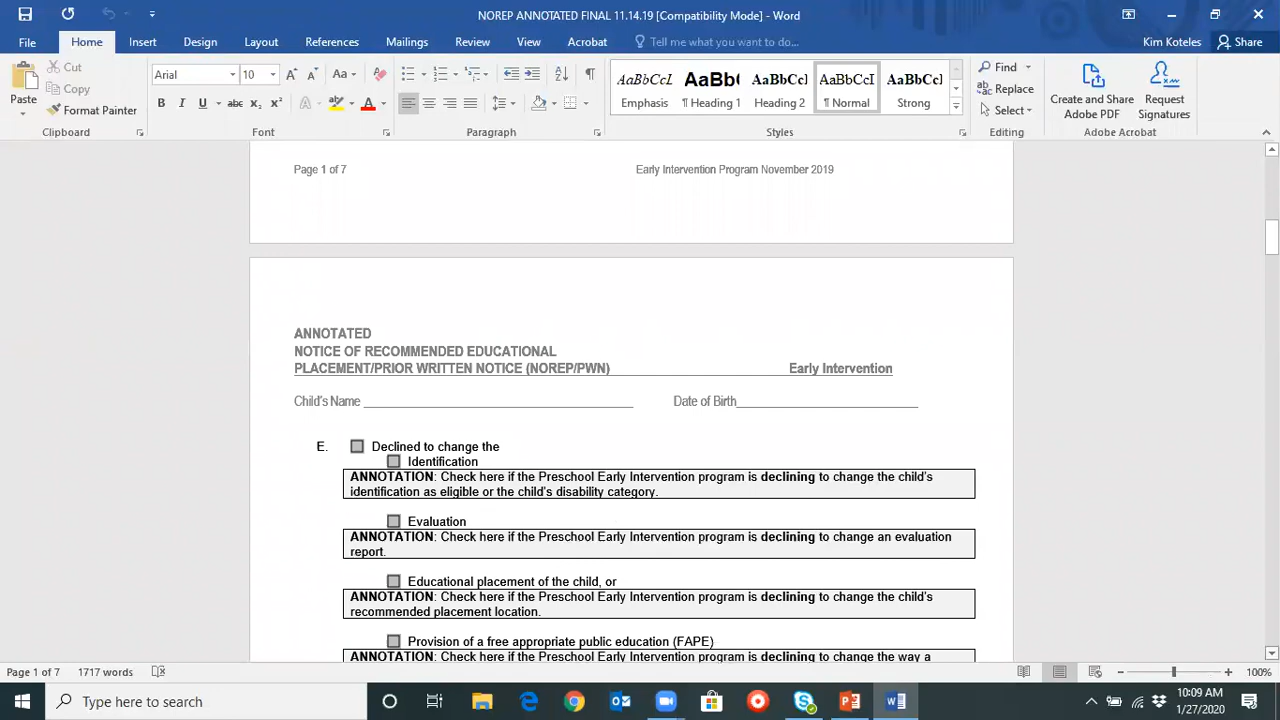 NOREP ANNOTATED FINAL 11.14.19 [Compatibility Mode] - Word
File Home Insert Design Layout References Mailings Review View Acrobat Tell me what you want to do... Kim Koteles Share
Paste
Cut
Copy
Format Painter
Clipboard
Arial 10
Font
Paragraph
AaBbCcL AaBb( AaBbCcl AaBbCcI AaBbCcl
Emphasis ¶ Heading 1 Heading 2 ¶ Normal Strong
Styles
Find
Replace
Select
Editing
Create and Share
Adobe PDF
Request
Signatures
Adobe Acrobat
Page 1 of 7 Early Intervention Program November 2019
ANNOTATED
NOTICE OF RECOMMENDED EDUCATIONAL
PLACEMENT/PRIOR WRITTEN NOTICE (NOREP/PWN) Early Intervention
Child's Name Date of Birth
E. Declined to change the
Identification
ANNOTATION: Check here if the Preschool Early Intervention program is declining to change the child's
identification as eligible or the child's disability category.
Evaluation
ANNOTATION: Check here if the Preschool Early Intervention program is declining to change an evaluation
report.
Educational placement of the child, or
ANNOTATION: Check here if the Preschool Early Intervention program is declining to change the child's
recommended placement location.
Provision of a free appropriate public education (FAPE)
ANNOTATION: Check here if the Preschool Early Intervention program is declining to change the way a
Page 1 of 7 1717 words 100%
Type here to search
10:09 AM
1/27/2020